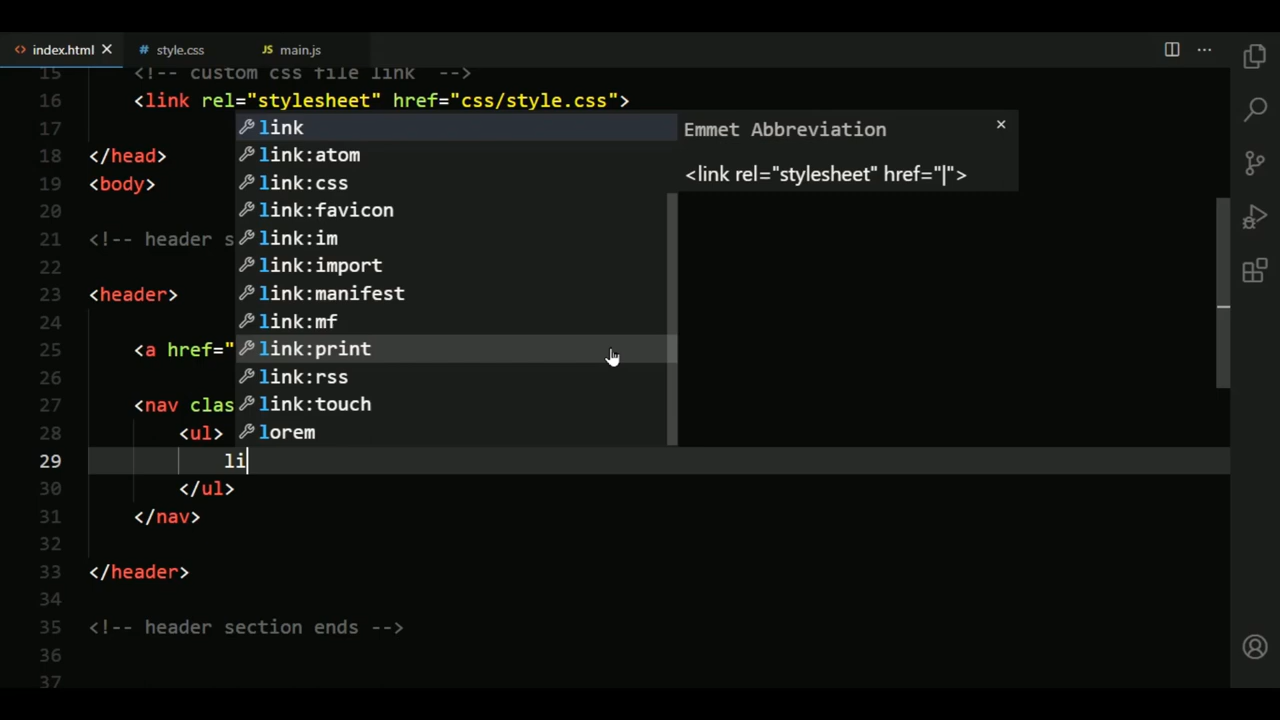 index.html
style.css
JS main.js
15 <!-- custom css file link -->
16 <link rel="stylesheet" href="css/style.css">
17
18 </head>
19 <body>
20
21 <!-- header s
22
23 <header>
24
25 <a href="
26
27 <nav clas
28 <ul>
29 li
30 </ul>
31 </nav>
32
33 </header>
34
35 <!-- header section ends -->
36
37
link
link:atom
link:css
link:favicon
link:im
link:import
link:manifest
link:mf
link:print
link:rss
link:touch
lorem
Emmet Abbreviation
<link rel="stylesheet" href="|">